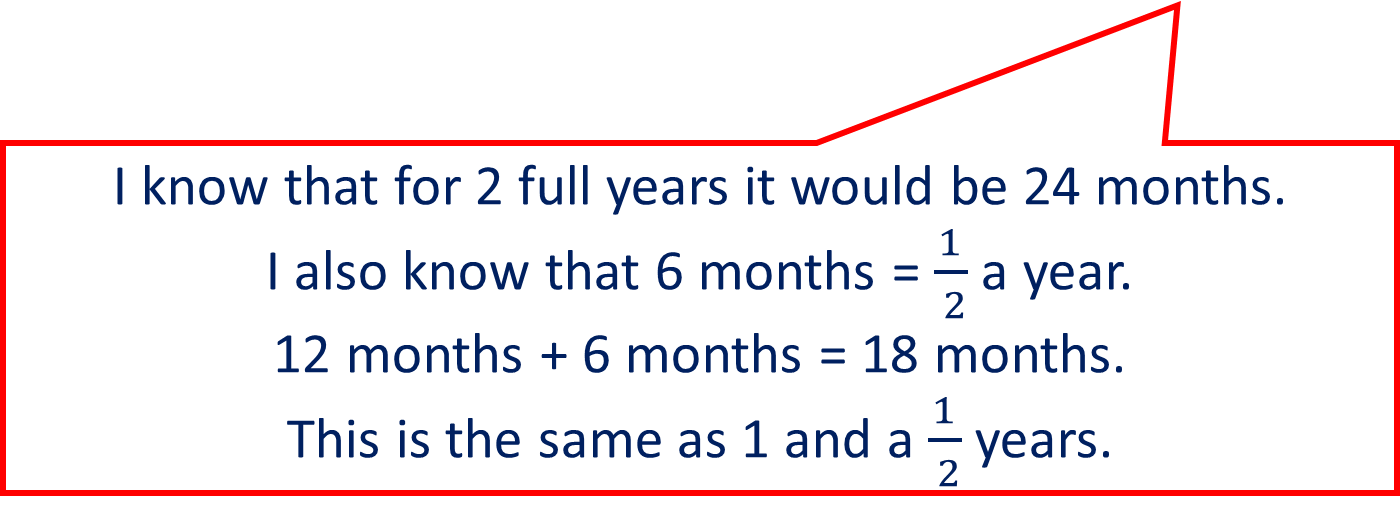 I know that for 2 full years it would be 24 months.
I also know that 6 months = 1/2 a year.
12 months + 6 months = 18 months.
This is the same as 1 and a 1/2 years.